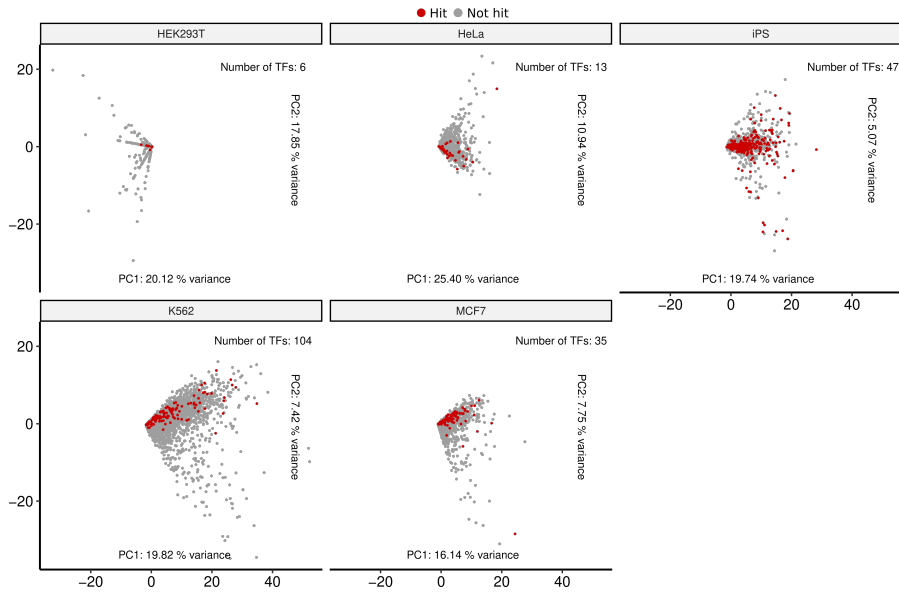 Hit Not hit
HEK293T
HeLa
iPS
Number of TFs: 6
Number of TFs: 13
Number of TFs: 47
PC2: 17.85 % variance
PC2: 10.94 % variance
PC2: 5.07 % variance
20
0
−20
PC1: 20.12 % variance
PC1: 25.40 % variance
PC1: 19.74 % variance
−20 0 20 40
K562
MCF7
Number of TFs: 104
Number of TFs: 35
PC2: 7.42 % variance
PC2: 7.75 % variance
20
0
−20
PC1: 19.82 % variance
PC1: 16.14 % variance
−20 0 20 40
−20 0 20 40